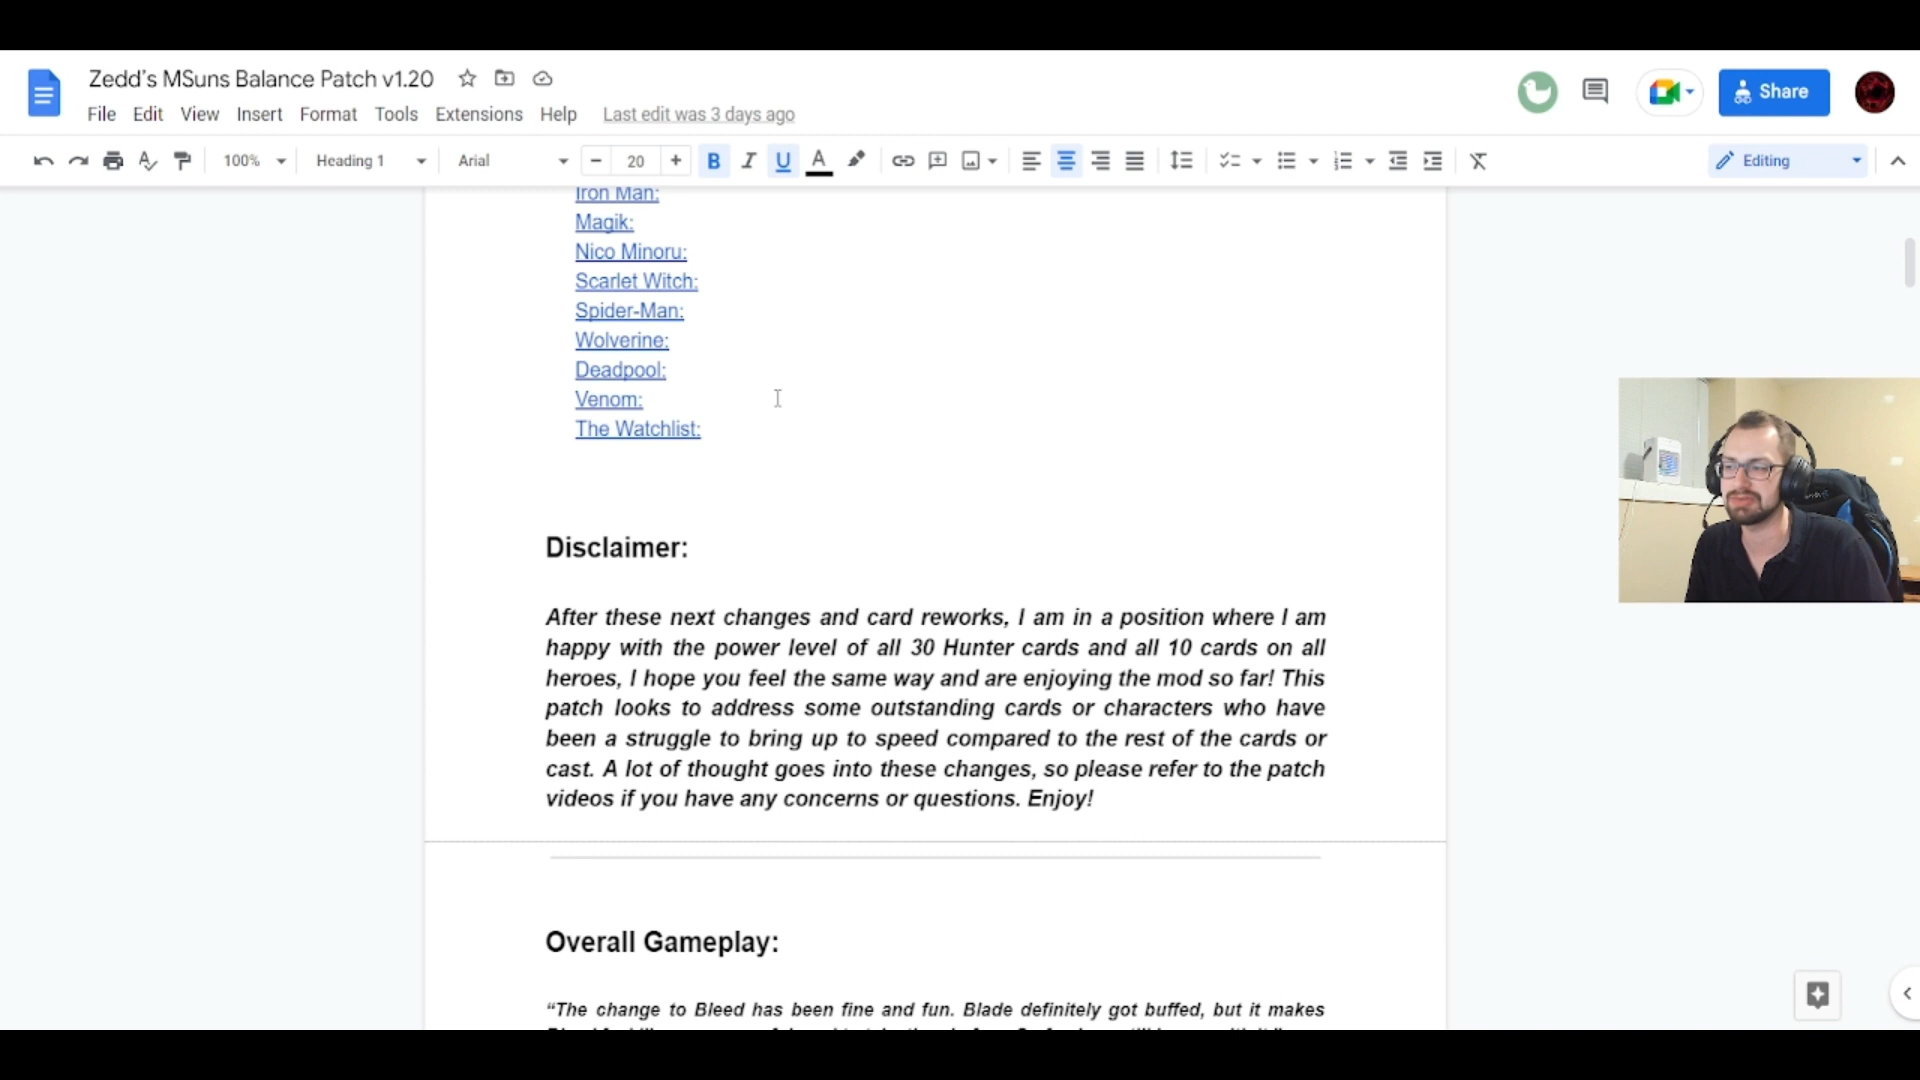 Zedd's MSuns Balance Patch v1.20
File Edit View Insert Format Tools Extensions Help Last edit was 3 days ago
Share
100% Heading 1 Arial 20 Editing
Iron Man:
Magik:
Nico Minoru:
Scarlet Witch:
Spider-Man:
Wolverine:
Deadpool:
Venom:
The Watchlist:
Disclaimer:
After these next changes and card reworks, I am in a position where I am
happy with the power level of all 30 Hunter cards and all 10 cards on all
heroes, I hope you feel the same way and are enjoying the mod so far! This
patch looks to address some outstanding cards or characters who have
been a struggle to bring up to speed compared to the rest of the cards or
cast. A lot of thought goes into these changes, so please refer to the patch
videos if you have any concerns or questions. Enjoy!
Overall Gameplay:
“The change to Bleed has been fine and fun. Blade definitely got buffed, but it makes